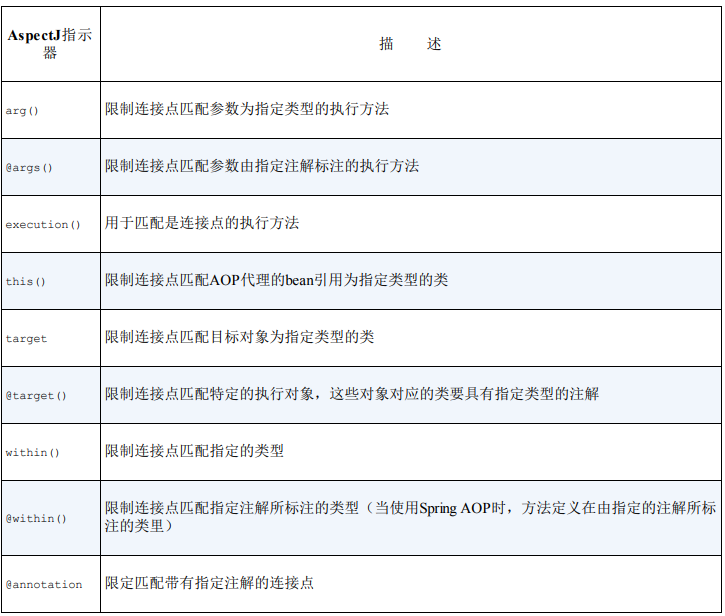 AspectJ指示
器
描 述
arg()
限制连接点匹配参数为指定类型的执行方法
@args()
限制连接点匹配参数由指定注解标注的执行方法
execution()
用于匹配是连接点的执行方法
this()
限制连接点匹配AOP代理的bean引用为指定类型的类
target
限制连接点匹配目标对象为指定类型的类
@target()
限制连接点匹配特定的执行对象，这些对象对应的类要具有指定类型的注解
within()
限制连接点匹配指定的类型
@within()
限制连接点匹配指定注解所标注的类型（当使用Spring AOP时，方法定义在由指定的注解所标
注的类里）
@annotation
限定匹配带有指定注解的连接点